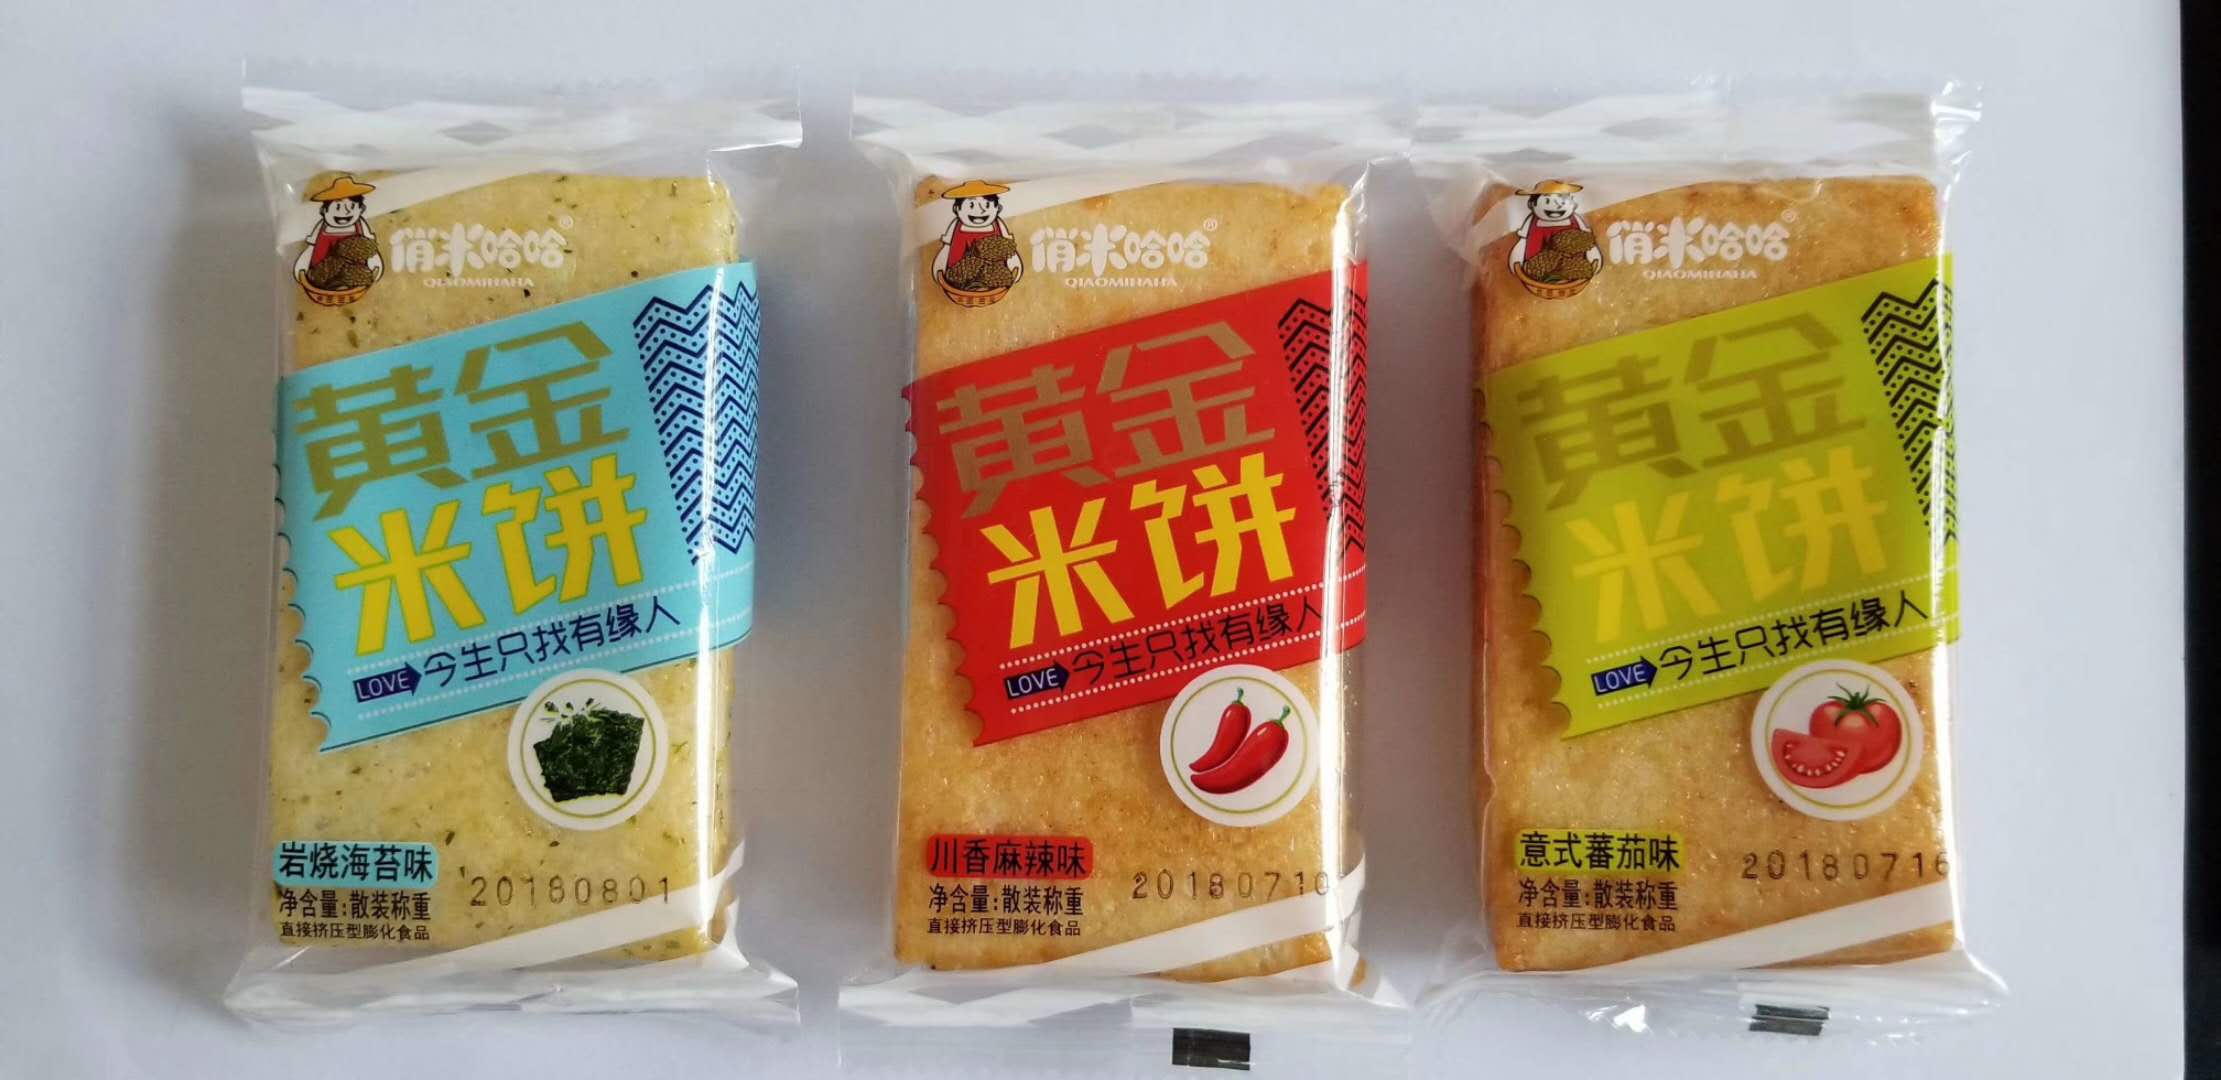 俏米哈哈®
QIAOMIHAHA
黄金
米饼
LOVE 今生只找有缘人
岩烧海苔味
净含量:散装称重
直接挤压型膨化食品
20180801
俏米哈哈®
QIAOMIHAHA
黄金
米饼
LOVE 今生只找有缘人
川香麻辣味
净含量:散装称重
直接挤压型膨化食品
20180710
俏米哈哈®
QIAOMIHAHA
黄金
米饼
LOVE 今生只找有缘人
意式蕃茄味
净含量:散装称重
直接挤压型膨化食品
20180716